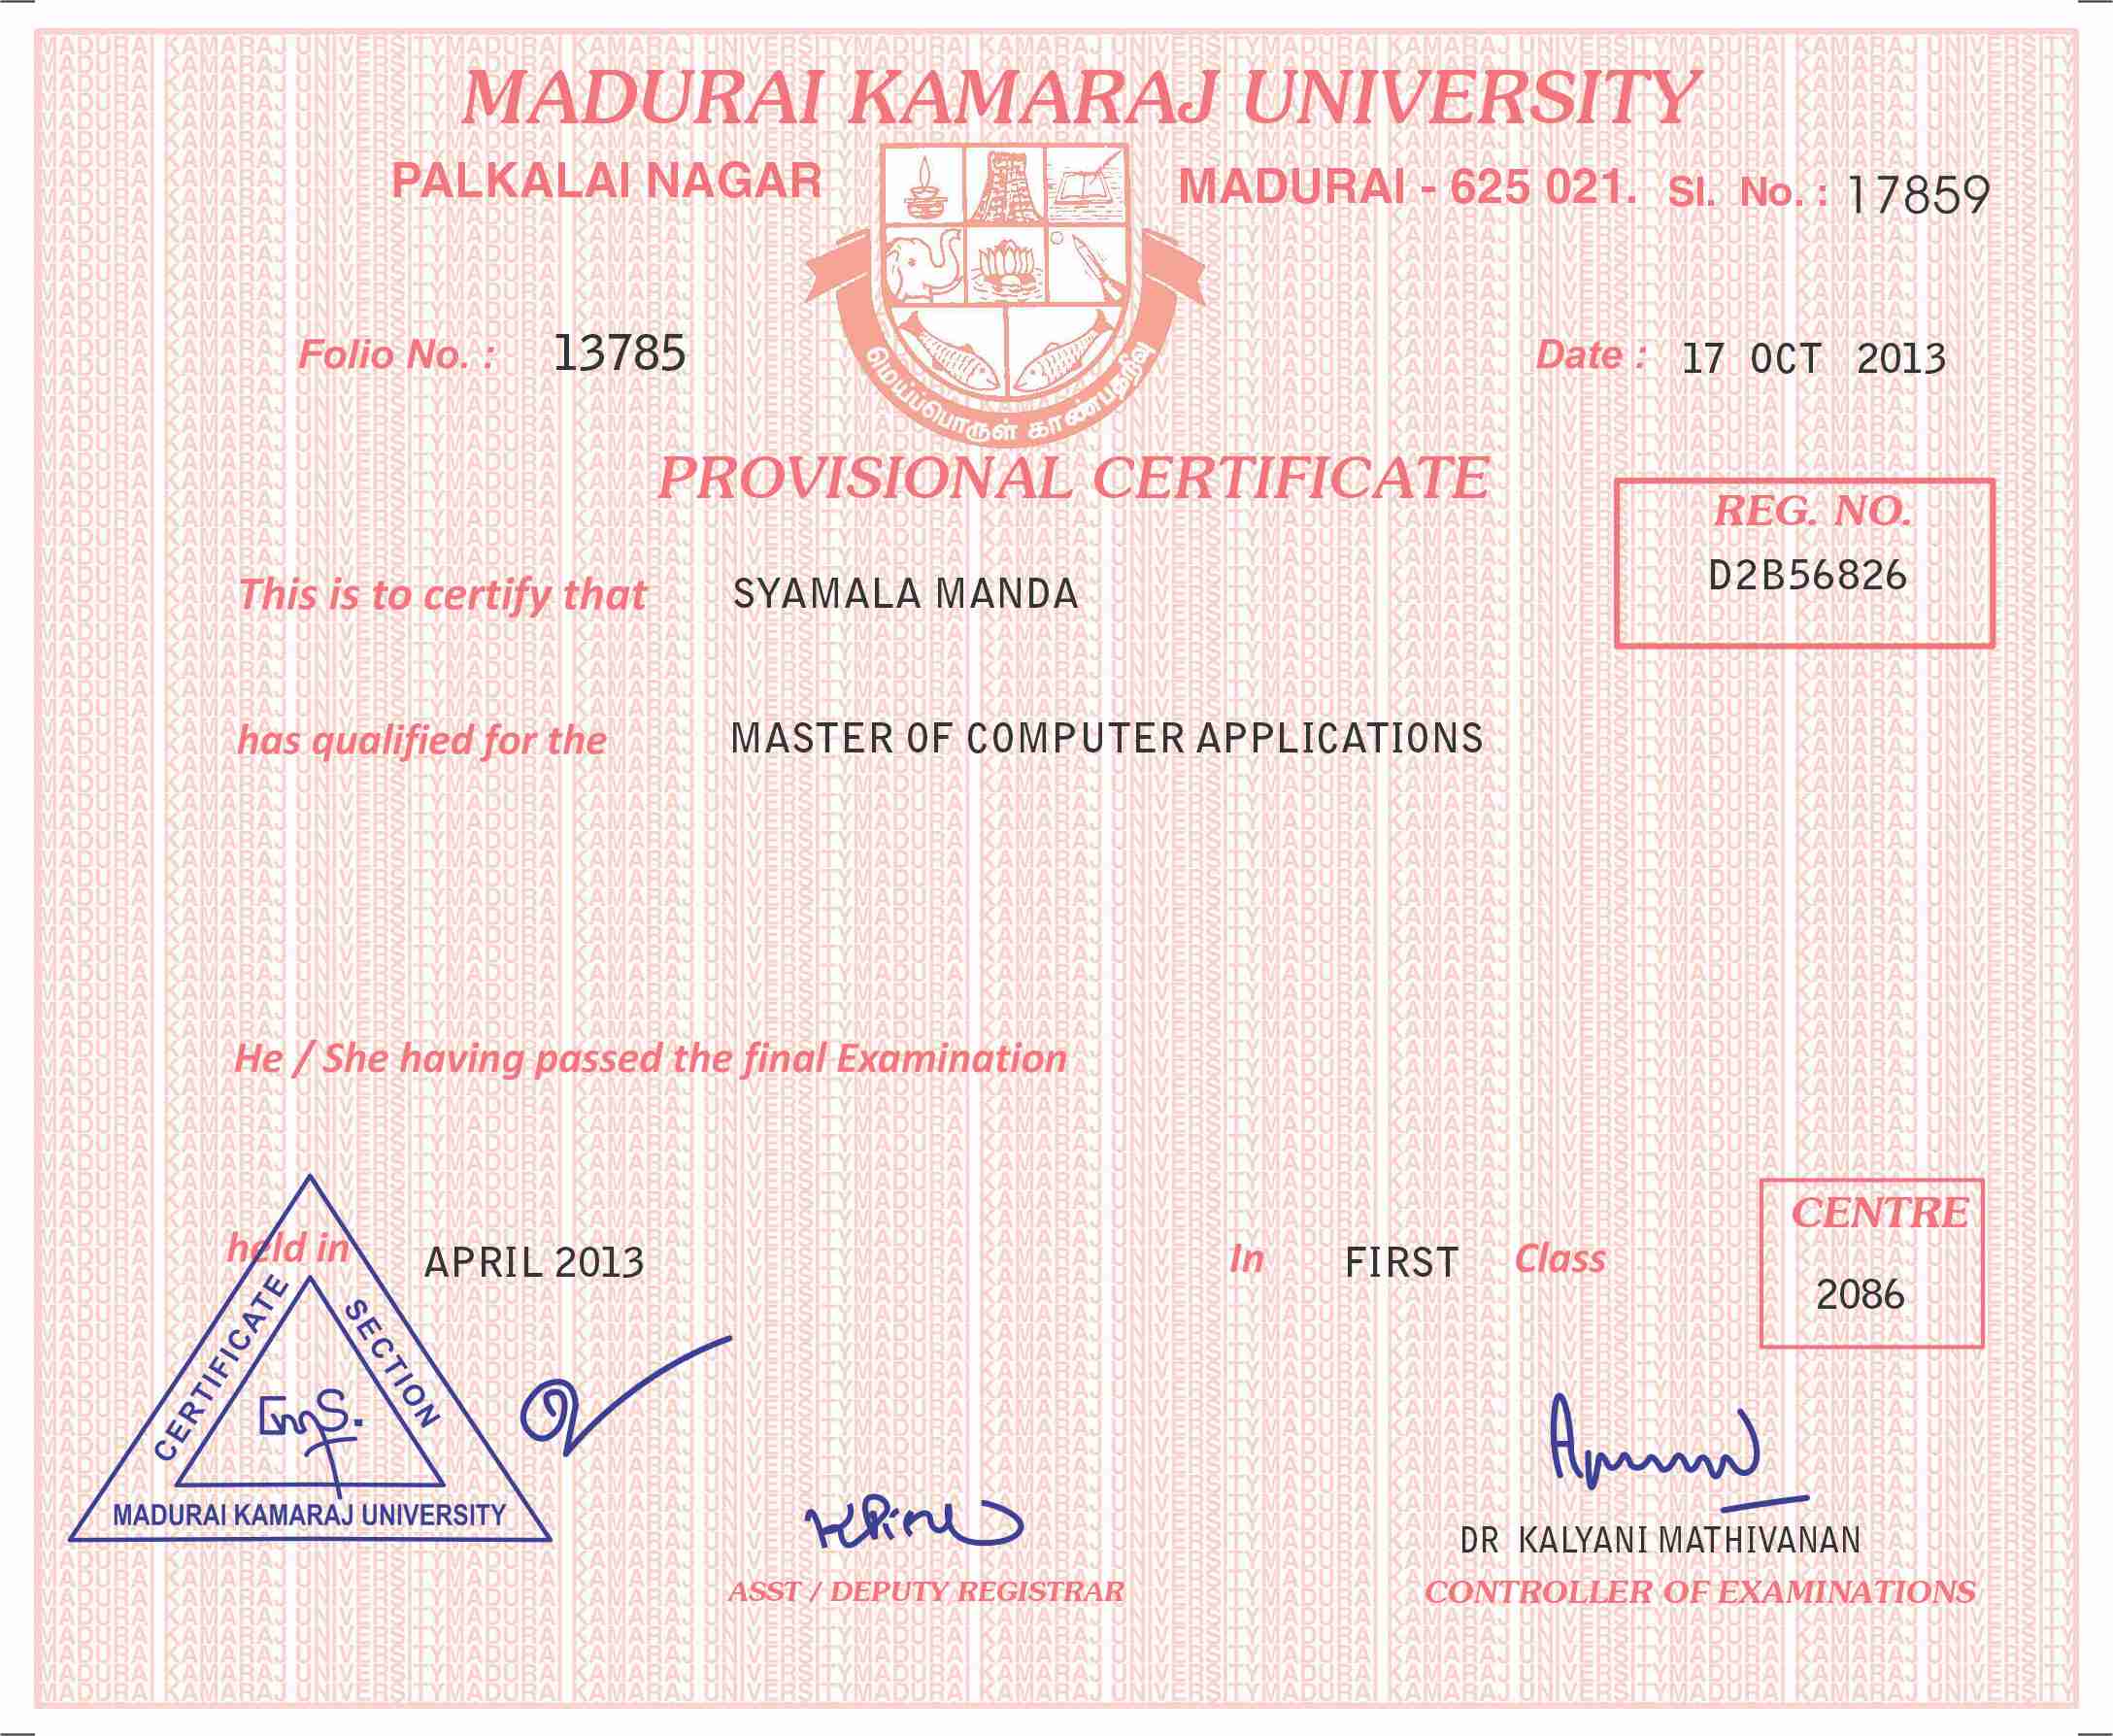 MADURAI KAMARAJ UNIVERSITY
PALKALAI NAGAR MADURAI - 625 021. Sl. No. : 17859
மெய்ப்பொருள் காண்பதறிவு
Folio No. : 13785 Date : 17 OCT 2013
PROVISIONAL CERTIFICATE
REG. NO.
D2B56826
This is to certify that SYAMALA MANDA
has qualified for the MASTER OF COMPUTER APPLICATIONS
He / She having passed the final Examination
CENTRE
2086
held in APRIL 2013 In FIRST Class
CERTIFICATE SECTION
MADURAI KAMARAJ UNIVERSITY
DR KALYANI MATHIVANAN
ASST / DEPUTY REGISTRAR CONTROLLER OF EXAMINATIONS